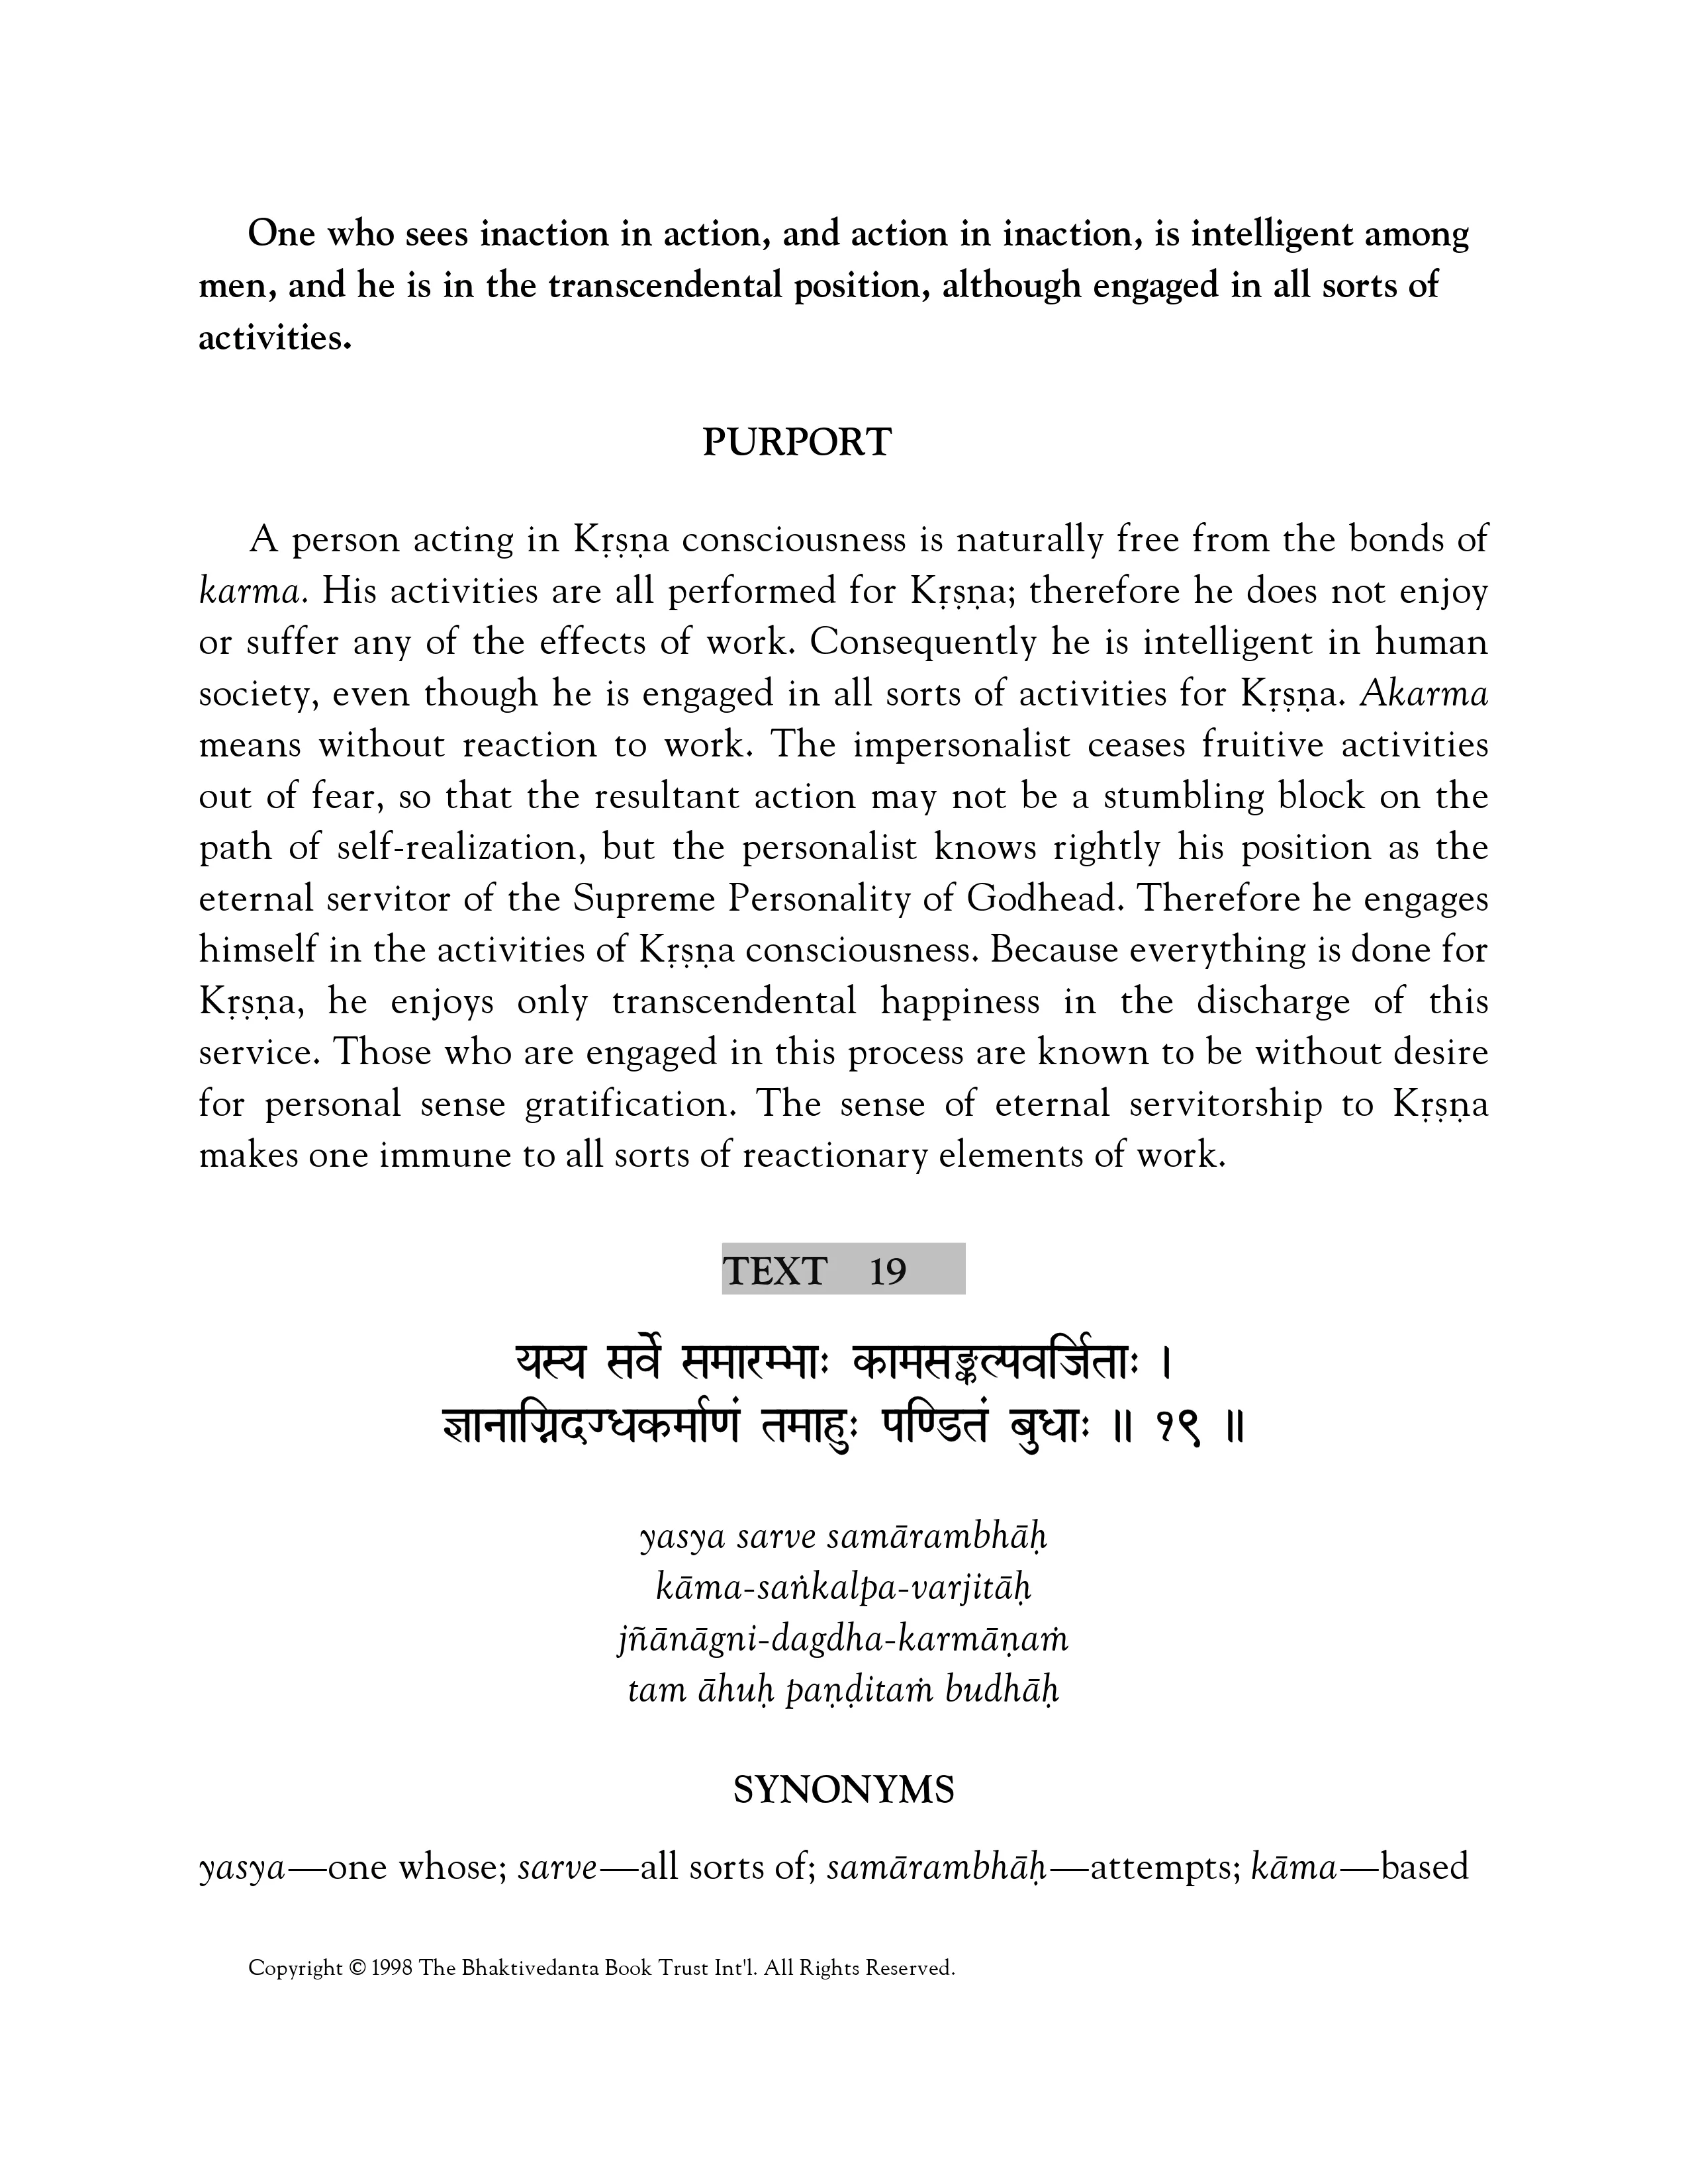 One who sees inaction in action, and action in inaction, is intelligent among
men, and he is in the transcendental position, although engaged in all sorts of
activities.
PURPORT
A person acting in Kṛṣṇa consciousness is naturally free from the bonds of
karma. His activities are all performed for Kṛṣṇa; therefore he does not enjoy
or suffer any of the effects of work. Consequently he is intelligent in human
society, even though he is engaged in all sorts of activities for Kṛṣṇa. Akarma
means without reaction to work. The impersonalist ceases fruitive activities
out of fear, so that the resultant action may not be a stumbling block on the
path of self-realization, but the personalist knows rightly his position as the
eternal servitor of the Supreme Personality of Godhead. Therefore he engages
himself in the activities of Kṛṣṇa consciousness. Because everything is done for
Kṛṣṇa, he enjoys only transcendental happiness in the discharge of this
service. Those who are engaged in this process are known to be without desire
for personal sense gratification. The sense of eternal servitorship to Kṛṣṇa
makes one immune to all sorts of reactionary elements of work.
TEXT 19
यस्य सर्वे समारम्भाः कामसङ्कल्पवर्जिताः ।
ज्ञानाग्निदग्धकर्माणं तमाहुः पण्डितं बुधाः ॥ १९ ॥
yasya sarve samārambhāḥ
kāma-saṅkalpa-varjitāḥ
jñānāgni-dagdha-karmāṇaṁ
tam āhuḥ paṇḍitaṁ budhāḥ
SYNONYMS
yasya—one whose; sarve—all sorts of; samārambhāḥ—attempts; kāma—based
Copyright © 1998 The Bhaktivedanta Book Trust Int'l. All Rights Reserved.